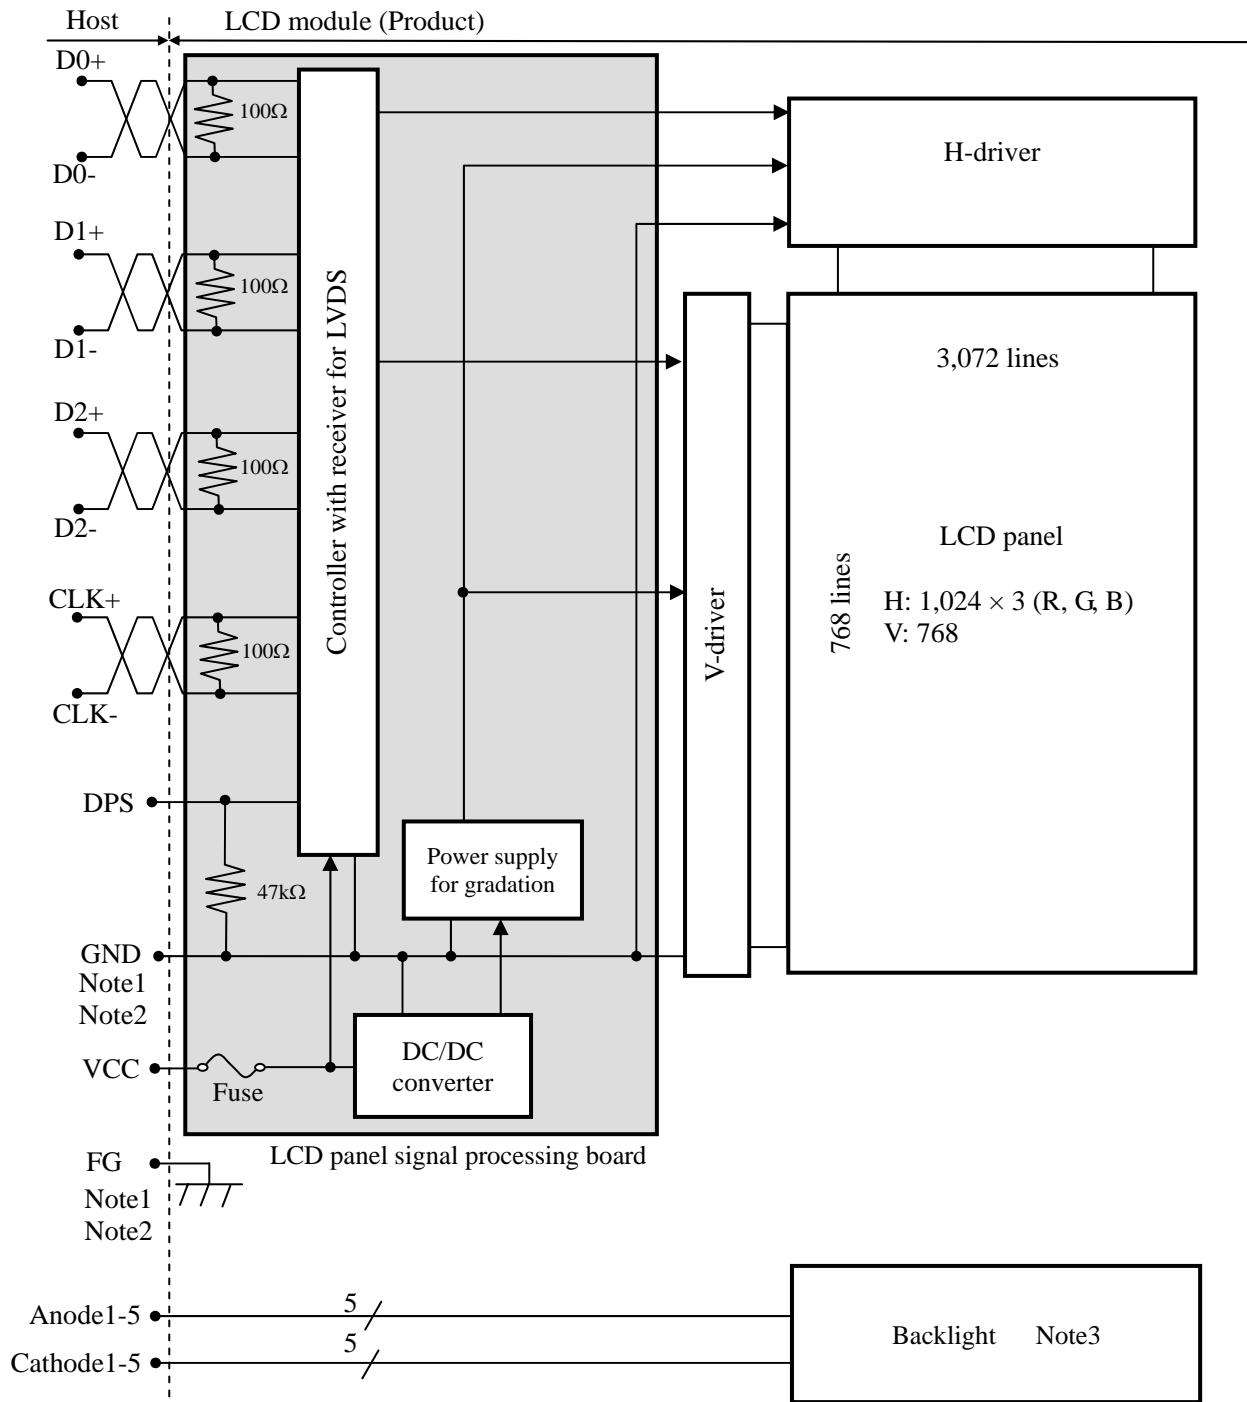 Host
LCD module (Product)
D0+
100Ω
D0-
H-driver
D1+
100Ω
D1-
Controller with receiver for LVDS
3,072 lines
D2+
100Ω
D2-
V-driver
768 lines
LCD panel
H: 1,024 × 3 (R, G, B)
V: 768
CLK+
100Ω
CLK-
DPS
47kΩ
Power supply
for gradation
GND
Note1
Note2
VCC
Fuse
DC/DC
converter
LCD panel signal processing board
FG
Note1
Note2
Anode1-5
5
Cathode1-5
5
Backlight Note3